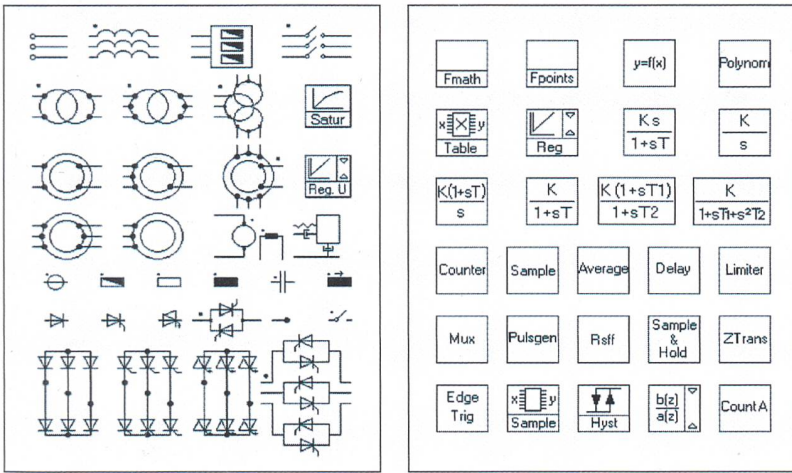 Satur
Reg. U
Fmath
Fpoints
y=f(x)
Polynom
x y
Table
Reg
K s
1+sT
K
s
K(1+sT)
s
K
1+sT
K (1+sT1)
1+sT2
K
1+sT1+s²T2
Counter
Sample
Average
Delay
Limiter
Mux
Pulsgen
Rsff
Sample
&
Hold
ZTrans
Edge
Trig
x y
Sample
Hyst
b(z)
a(z)
CountA